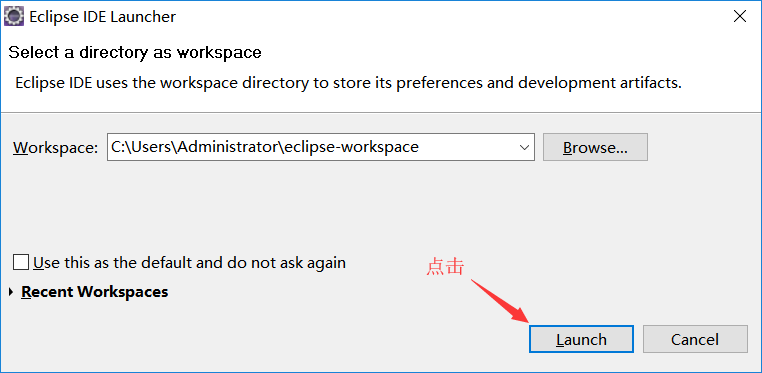 Eclipse IDE Launcher
Select a directory as workspace
Eclipse IDE uses the workspace directory to store its preferences and development artifacts.
Workspace: C:\Users\Administrator\eclipse-workspace Browse...
Use this as the default and do not ask again
点击
Recent Workspaces
Launch Cancel